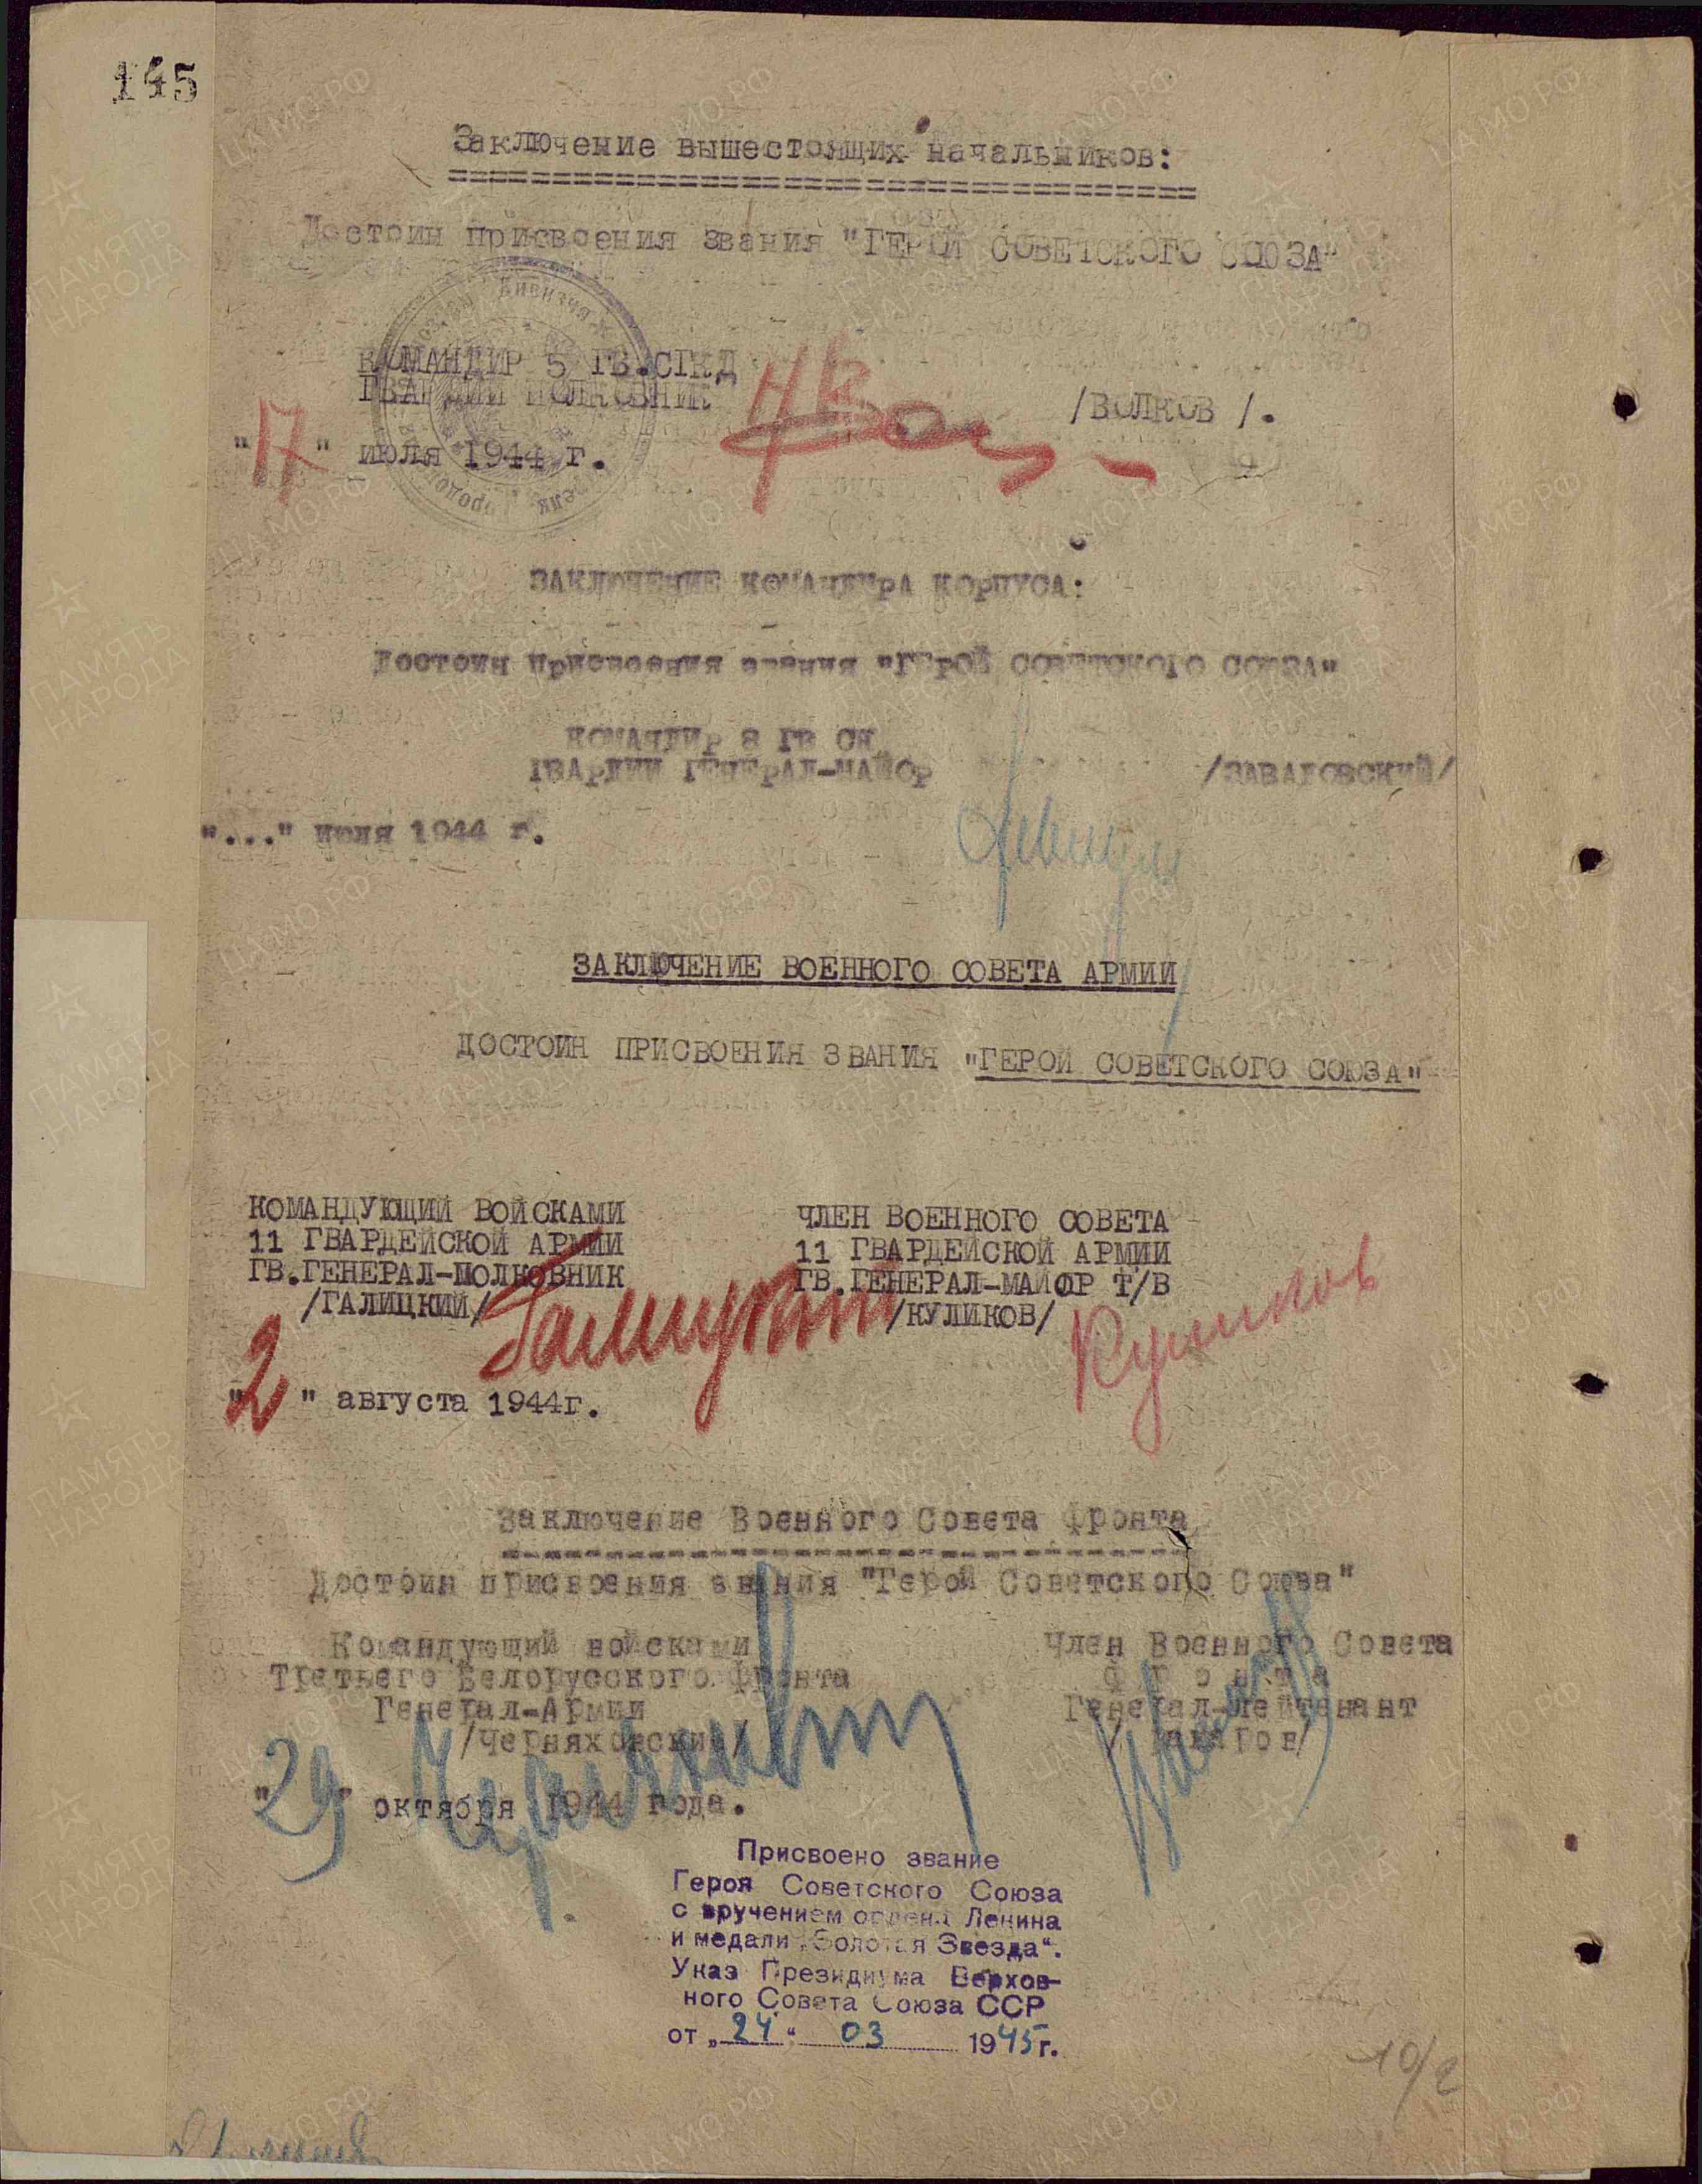 145
Заключение вышестоящих начальников:
Достоин присвоения звания "ГЕРОЙ СОВЕТСКОГО СОЮЗА"
КОМАНДИР 5 ГВ.СГКД
ГВАРДИИ ПОЛКОВНИК
/ВОЛКОВ /.
"17" июля 1944 г.
ЗАКЛЮЧЕНИЕ КОМАНДИРА КОРПУСА:
Достоин присвоения звания "ГЕРОЙ СОВЕТСКОГО СОЮЗА"
КОМАНДИР 8 ГВ СК
ГВАРДИИ ГЕНЕРАЛ-МАЙОР /ЗАВАДОВСКИЙ/
"..." июля 1944 г.
ЗАКЛЮЧЕНИЕ ВОЕННОГО СОВЕТА АРМИИ
ДОСТОИН ПРИСВОЕНИЯ ЗВАНИЯ "ГЕРОЙ СОВЕТСКОГО СОЮЗА"
КОМАНДУЮЩИЙ ВОЙСКАМИ
11 ГВАРДЕЙСКОЙ АРМИИ
ГВ.ГЕНЕРАЛ-ПОЛКОВНИК
/ГАЛИЦКИЙ/
Галицкий
ЧЛЕН ВОЕННОГО СОВЕТА
11 ГВАРДЕЙСКОЙ АРМИИ
ГВ.ГЕНЕРАЛ-МАЙОР Т/В
/КУЛИКОВ/
Куликов
"2" августа 1944г.
Заключение Военного Совета Фронта
Достоин присвоения звания "Герой Советского Союза"
Командующий войсками
Третьего Белорусского Фронта
Генерал-Армии
/Черняховский/
Член Военного Совета
Фронта
Генерал-лейтенант
/Макаров/
"29" октября 1944 года.
Присвоено звание
Героя Советского Союза
с вручением ордена Ленина
и медали „Золотая Звезда“.
Указ Президиума Верхов-
ного Совета Союза ССР
от „24“ 03 1945 г.